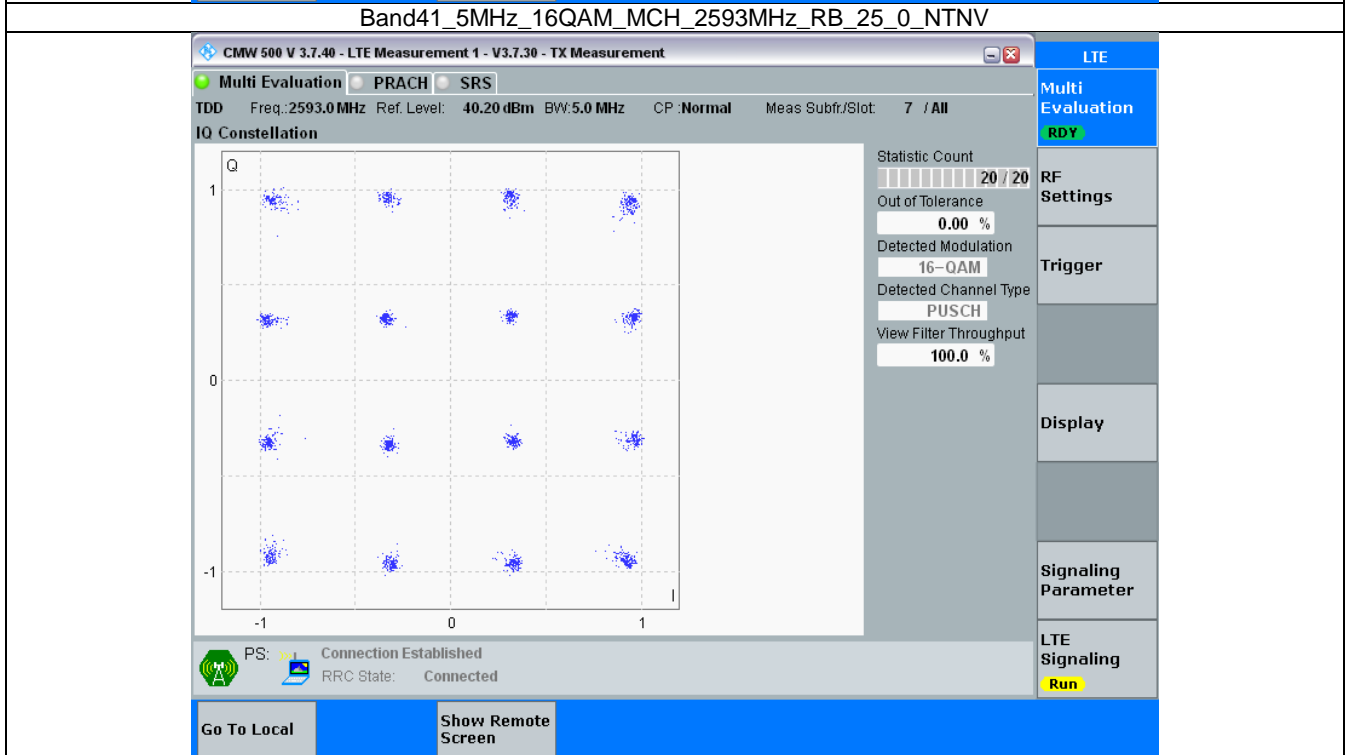 Band41_5MHz_16QAM_MCH_2593MHz_RB_25_0_NTNV
CMW 500 V 3.7.40 - LTE Measurement 1 - V3.7.30 - TX Measurement
LTE
Multi Evaluation PRACH SRS
Multi
Evaluation
RDY
TDD Freq.:2593.0 MHz Ref. Level: 40.20 dBm BW:5.0 MHz CP :Normal Meas Subfr./Slot: 7 / All
IQ Constellation
Q
1
0
-1
-1 0 1
I
Statistic Count
20 / 20
Out of Tolerance
0.00 %
Detected Modulation
16-QAM
Detected Channel Type
PUSCH
View Filter Throughput
100.0 %
RF
Settings
Trigger
Display
Signaling
Parameter
LTE
Signaling
Run
PS: Connection Established
RRC State: Connected
Go To Local
Show Remote
Screen